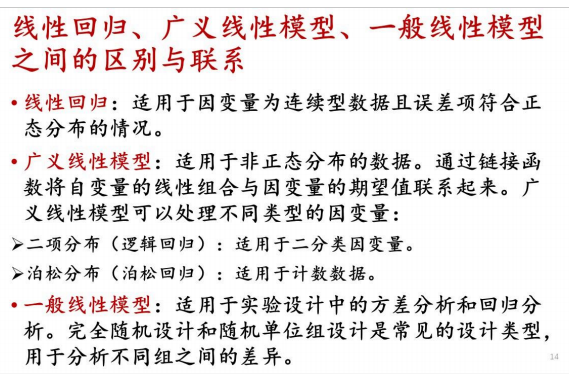 线性回归、广义线性模型、一般线性模型
之间的区别与联系
•线性回归：适用于因变量为连续型数据且误差项符合正
态分布的情况。
•广义线性模型：适用于非正态分布的数据。通过链接函
数将自变量的线性组合与因变量的期望值联系起来。广
义线性模型可以处理不同类型的因变量：
➢二项分布（逻辑回归）：适用于二分类因变量。
➢泊松分布（泊松回归）：适用于计数数据。
•一般线性模型：适用于实验设计中的方差分析和回归分
析。完全随机设计和随机单位组设计是常见的设计类型，
用于分析不同组之间的差异。
14